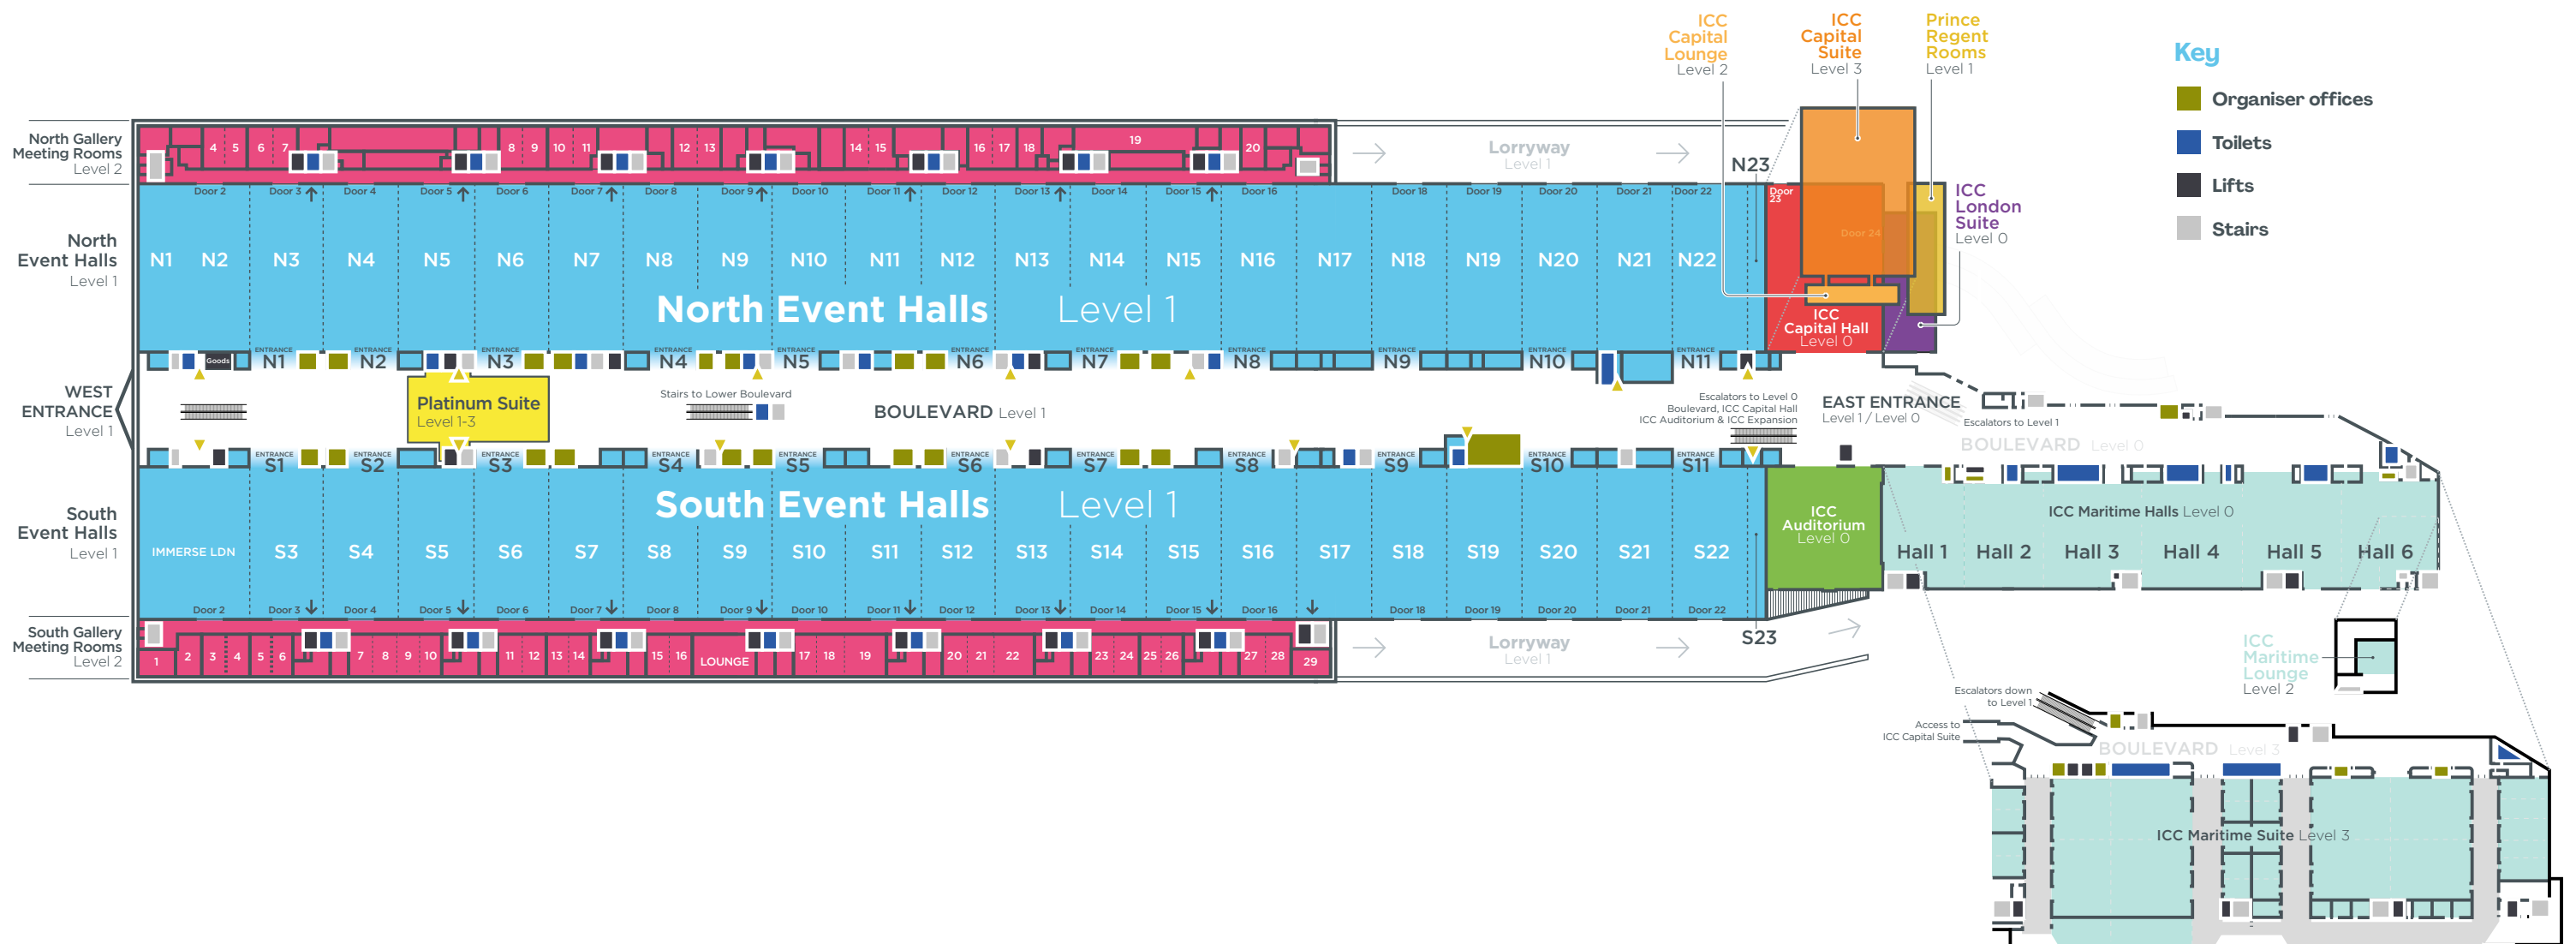 ICC
Capital
Lounge
Level 2
ICC
Capital
Suite
Level 3
Prince
Regent
Rooms
Level 1
Key
Organiser offices
Toilets
Lifts
Stairs
North Gallery
Meeting Rooms
Level 2
4 5 6 7 8 9 10 11 12 13 14 15 16 17 18 19 20
Lorryway
Level 1
N23
Door 2 Door 3 Door 4 Door 5 Door 6 Door 7 Door 8 Door 9 Door 10 Door 11 Door 12 Door 13 Door 14 Door 15 Door 16 Door 18 Door 19 Door 20 Door 21 Door 22
Door
23
Door 24
ICC
London
Suite
Level 0
North
Event Halls
Level 1
N1 N2 N3 N4 N5 N6 N7 N8 N9 N10 N11 N12 N13 N14 N15 N16 N17 N18 N19 N20 N21 N22
North Event Halls Level 1
ICC
Capital Hall
Level 0
Goods
ENTRANCE ENTRANCE ENTRANCE ENTRANCE ENTRANCE ENTRANCE ENTRANCE ENTRANCE ENTRANCE ENTRANCE ENTRANCE
N1 N2 N3 N4 N5 N6 N7 N8 N9 N10 N11
WEST
ENTRANCE
Level 1
Platinum Suite
Level 1-3
Stairs to Lower Boulevard
BOULEVARD Level 1
Escalators to Level 0
Boulevard, ICC Capital Hall
ICC Auditorium & ICC Expansion
EAST ENTRANCE
Level 1 / Level 0
Escalators to Level 1
BOULEVARD Level 0
ENTRANCE ENTRANCE ENTRANCE ENTRANCE ENTRANCE ENTRANCE ENTRANCE ENTRANCE ENTRANCE ENTRANCE ENTRANCE
S1 S2 S3 S4 S5 S6 S7 S8 S9 S10 S11
South Event Halls Level 1
South
Event Halls
Level 1
IMMERSE LDN S3 S4 S5 S6 S7 S8 S9 S10 S11 S12 S13 S14 S15 S16 S17 S18 S19 S20 S21 S22
ICC
Auditorium
Level 0
ICC Maritime Halls Level 0
Hall 1 Hall 2 Hall 3 Hall 4 Hall 5 Hall 6
Door 2 Door 3 Door 4 Door 5 Door 6 Door 7 Door 8 Door 9 Door 10 Door 11 Door 12 Door 13 Door 14 Door 15 Door 16 Door 18 Door 19 Door 20 Door 21 Door 22
S23
South Gallery
Meeting Rooms
Level 2
1 2 3 4 5 6 7 8 9 10 11 12 13 14 15 16 LOUNGE 17 18 19 20 21 22 23 24 25 26 27 28 29
Lorryway
Level 1
ICC
Maritime
Lounge
Level 2
Escalators down
to Level 1
Access to
ICC Capital Suite
BOULEVARD Level 3
ICC Maritime Suite Level 3